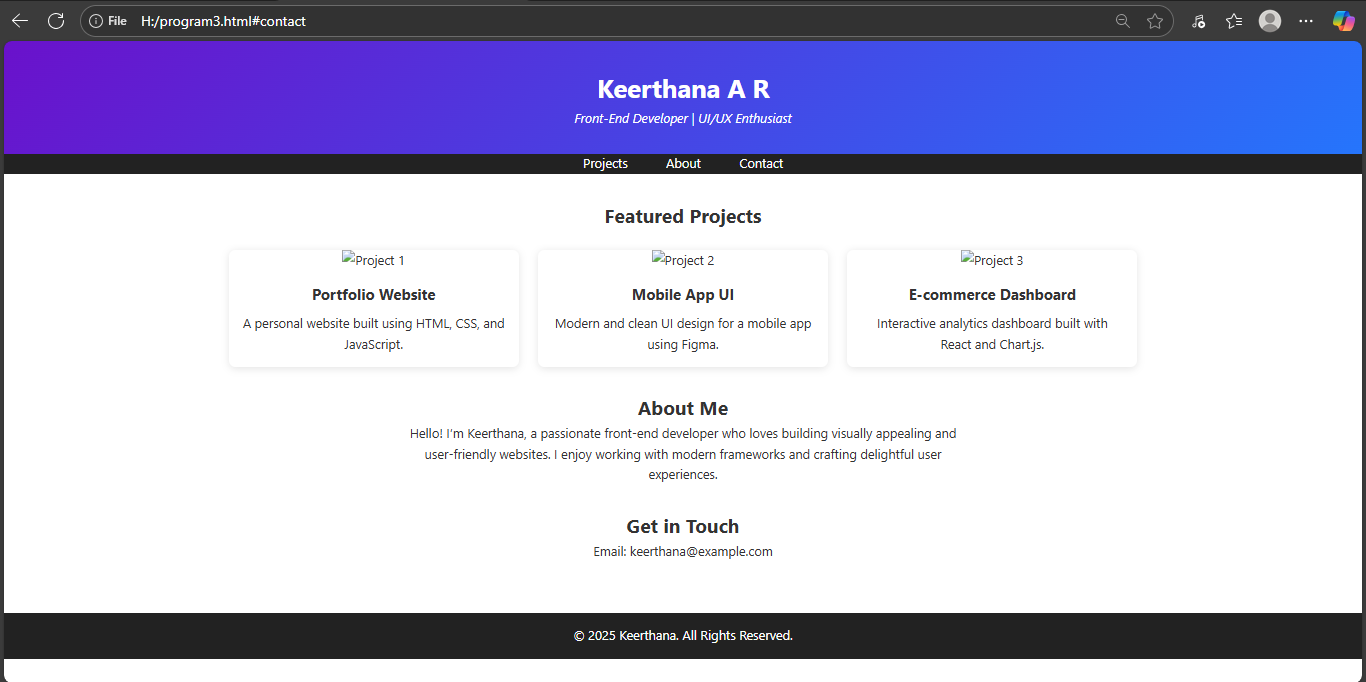 File H:/program3.html#contact
Keerthana A R
Front-End Developer | UI/UX Enthusiast
Projects About Contact
Featured Projects
Project 1
Portfolio Website
A personal website built using HTML, CSS, and
JavaScript.
Project 2
Mobile App UI
Modern and clean UI design for a mobile app
using Figma.
Project 3
E-commerce Dashboard
Interactive analytics dashboard built with
React and Chart.js.
About Me
Hello! I'm Keerthana, a passionate front-end developer who loves building visually appealing and
user-friendly websites. I enjoy working with modern frameworks and crafting delightful user
experiences.
Get in Touch
Email: keerthana@example.com
© 2025 Keerthana. All Rights Reserved.